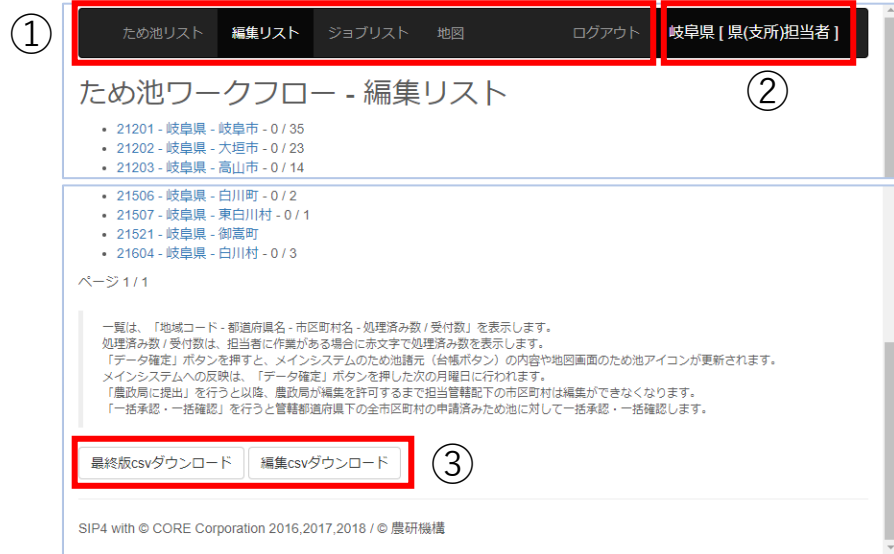 ①
ため池リスト 編集リスト ジョブリスト 地図 ログアウト 岐阜県 [ 県(支所)担当者 ]
②
ため池ワークフロー - 編集リスト
• 21201 - 岐阜県 - 岐阜市 - 0 / 35
• 21202 - 岐阜県 - 大垣市 - 0 / 23
• 21203 - 岐阜県 - 高山市 - 0 / 14
• 21506 - 岐阜県 - 白川町 - 0 / 2
• 21507 - 岐阜県 - 東白川村 - 0 / 1
• 21521 - 岐阜県 - 御嵩町
• 21604 - 岐阜県 - 白川村 - 0 / 3
ページ 1 / 1
一覧は、「地域コード - 都道府県名 - 市区町村名 - 処理済み数 / 受付数」を表示します。
処理済み数 / 受付数は、担当者に作業がある場合に赤文字で処理済み数を表示します。
「データ確定」ボタンを押すと、メインシステムのため池諸元（台帳ボタン）の内容や地図画面のため池アイコンが更新されます。
メインシステムへの反映は、「データ確定」ボタンを押した次の月曜日に行われます。
「農政局に提出」を行うと以降、農政局が編集を許可するまで担当管轄配下の市区町村は編集ができなくなります。
「一括承認・一括確認」を行うと管轄都道府県下の全市区町村の申請済みため池に対して一括承認・一括確認します。
最終版csvダウンロード 編集csvダウンロード
③
SIP4 with © CORE Corporation 2016,2017,2018 / © 農研機構